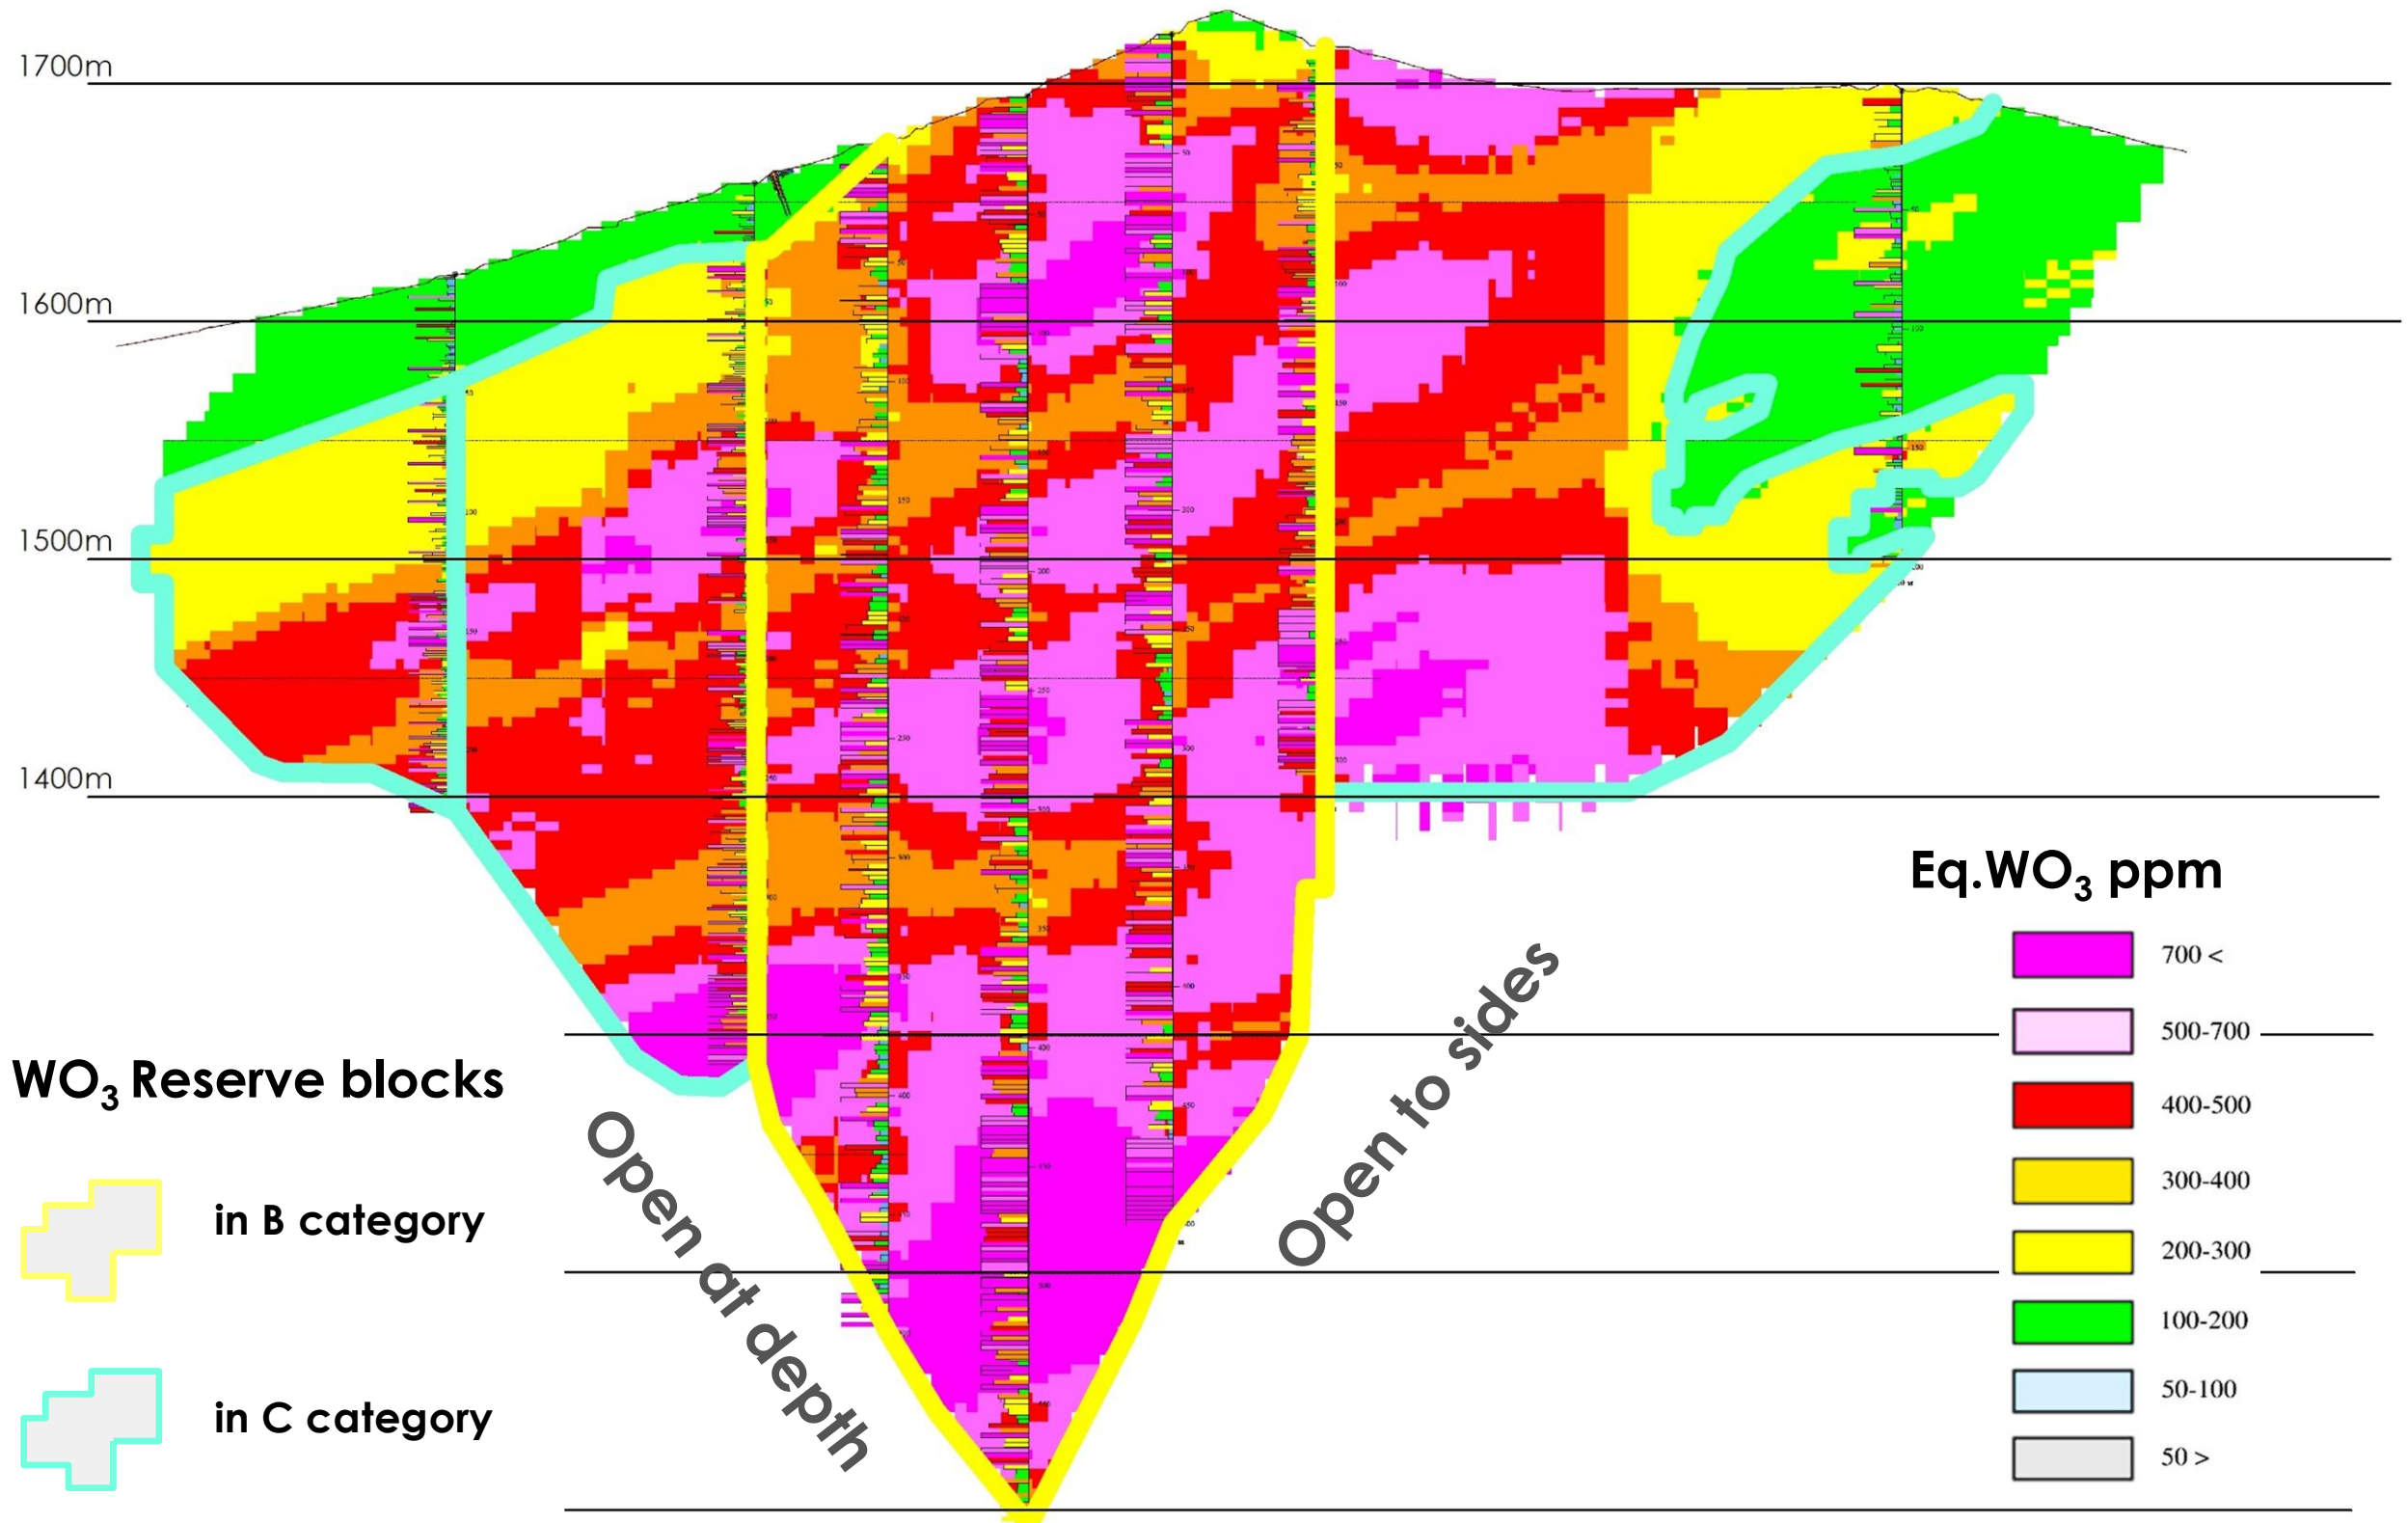 1700m
1600m
1500m
1400m
Eq.WO₃ ppm
700 <
500-700
400-500
300-400
200-300
100-200
50-100
50 >
WO₃ Reserve blocks
in B category
in C category
Open at depth
Open to sides